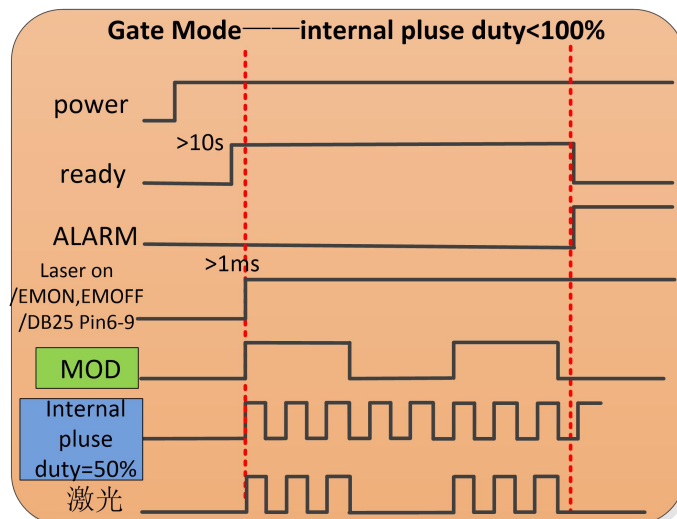 Gate Mode——internal pluse duty<100%
power
>10s
ready
ALARM
>1ms
Laser on
/EMON,EMOFF
/DB25 Pin6-9
MOD
Internal
pluse
duty=50%
激光